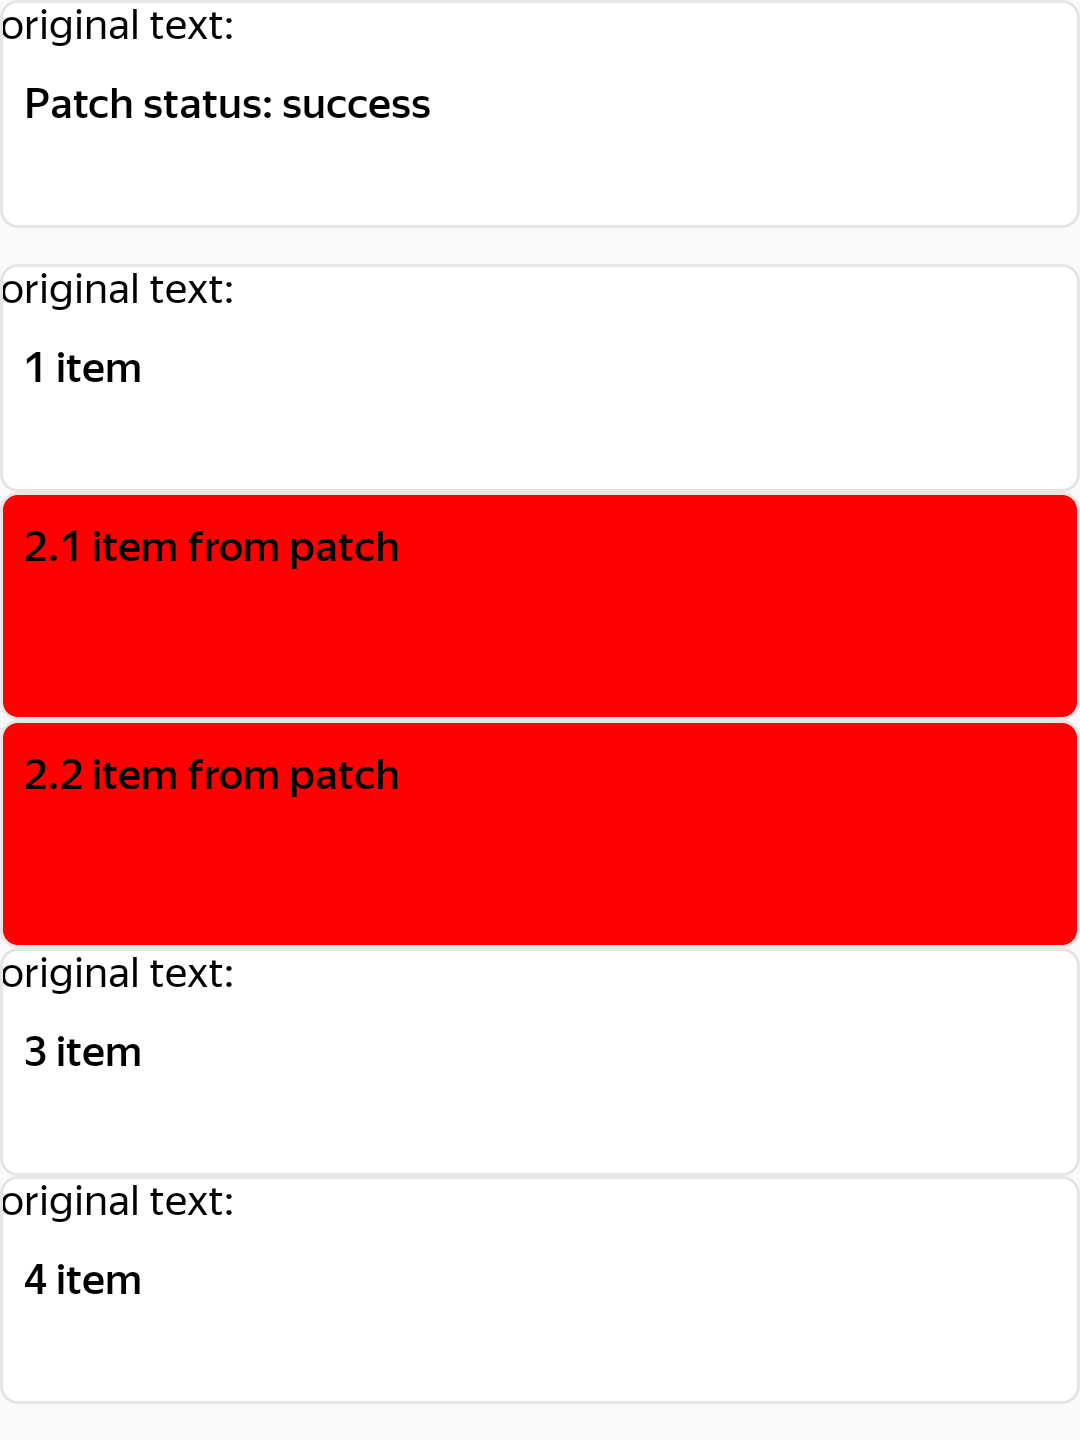 original text:
Patch status: success
original text:
1 item
2.1 item from patch
2.2 item from patch
original text:
3 item
original text:
4 item